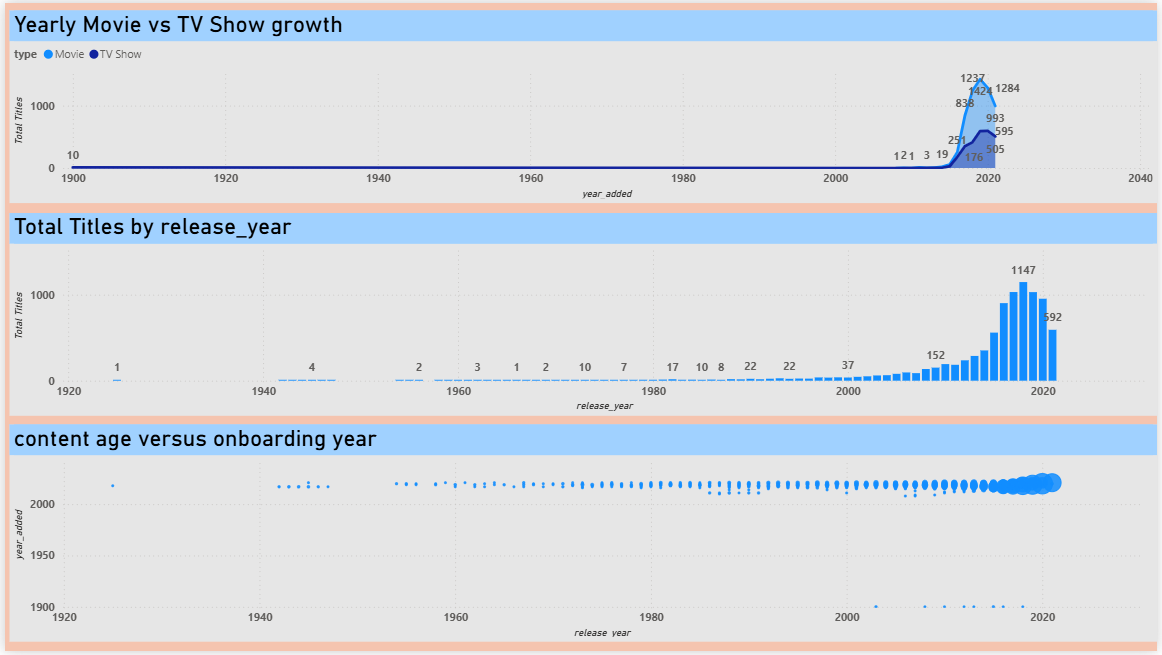 Yearly Movie vs TV Show growth
type Movie TV Show
Total Titles
1000
0
10
1 2 1 3 19 251 838 1237 1424 1284 993 595 505 176
1900 1920 1940 1960 1980 2000 2020 2040
year_added
Total Titles by release_year
Total Titles
1000
0
1 4 2 3 1 2 10 7 17 10 8 22 22 37 152 1147 592
1920 1940 1960 1980 2000 2020
release_year
content age versus onboarding year
year_added
2000
1950
1900
1920 1940 1960 1980 2000 2020
release_year